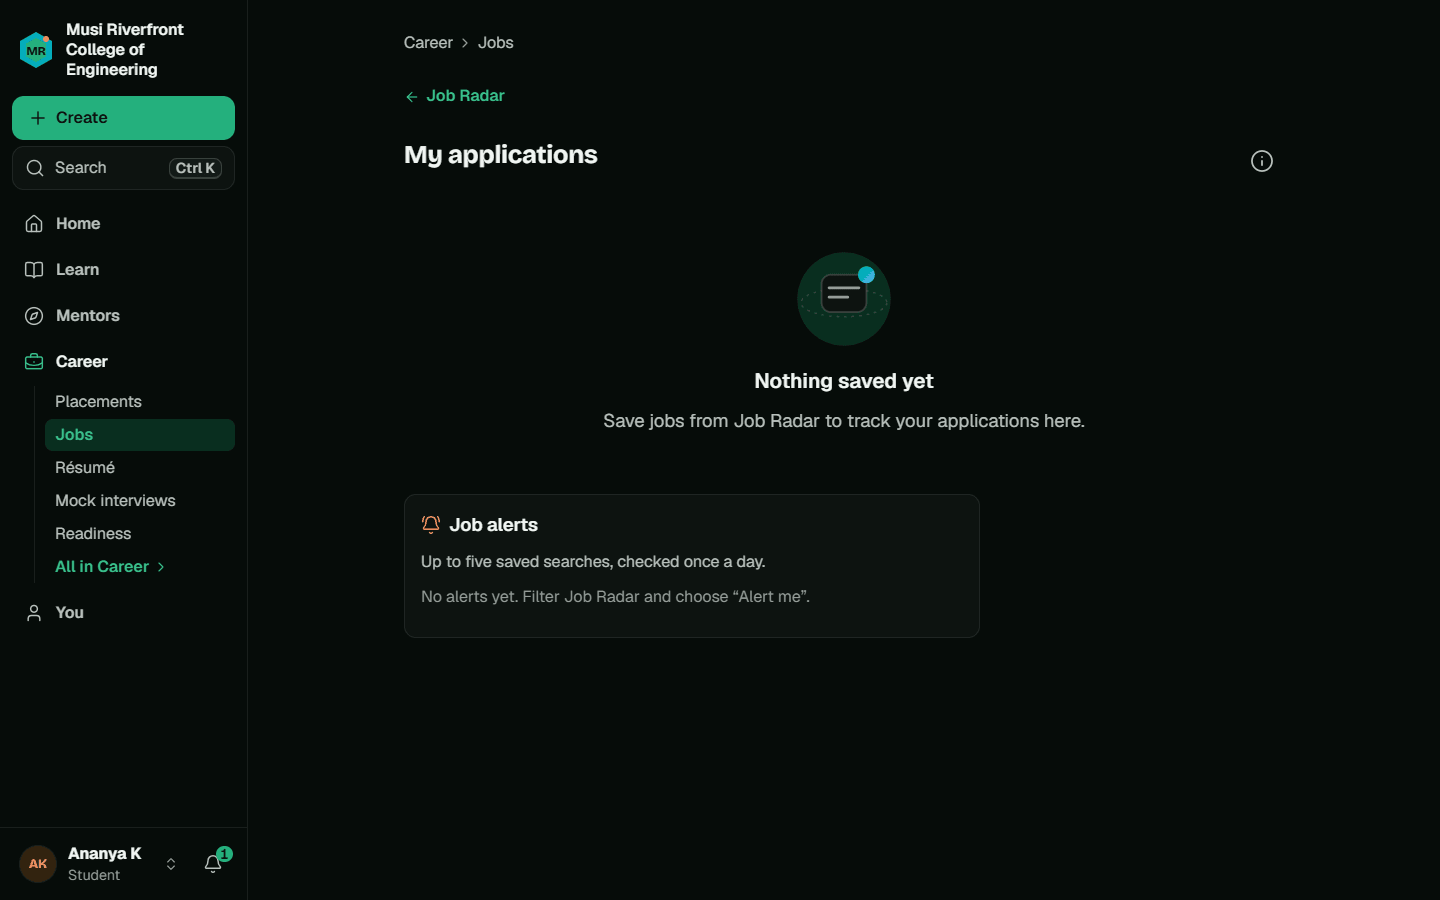 MR
Musi Riverfront
College of
Engineering
Create
Search
Ctrl K
Home
Learn
Mentors
Career
Placements
Jobs
Résumé
Mock interviews
Readiness
All in Career
You
AK
Ananya K
Student
1
Career
Jobs
Job Radar
My applications
Nothing saved yet
Save jobs from Job Radar to track your applications here.
Job alerts
Up to five saved searches, checked once a day.
No alerts yet. Filter Job Radar and choose “Alert me”.